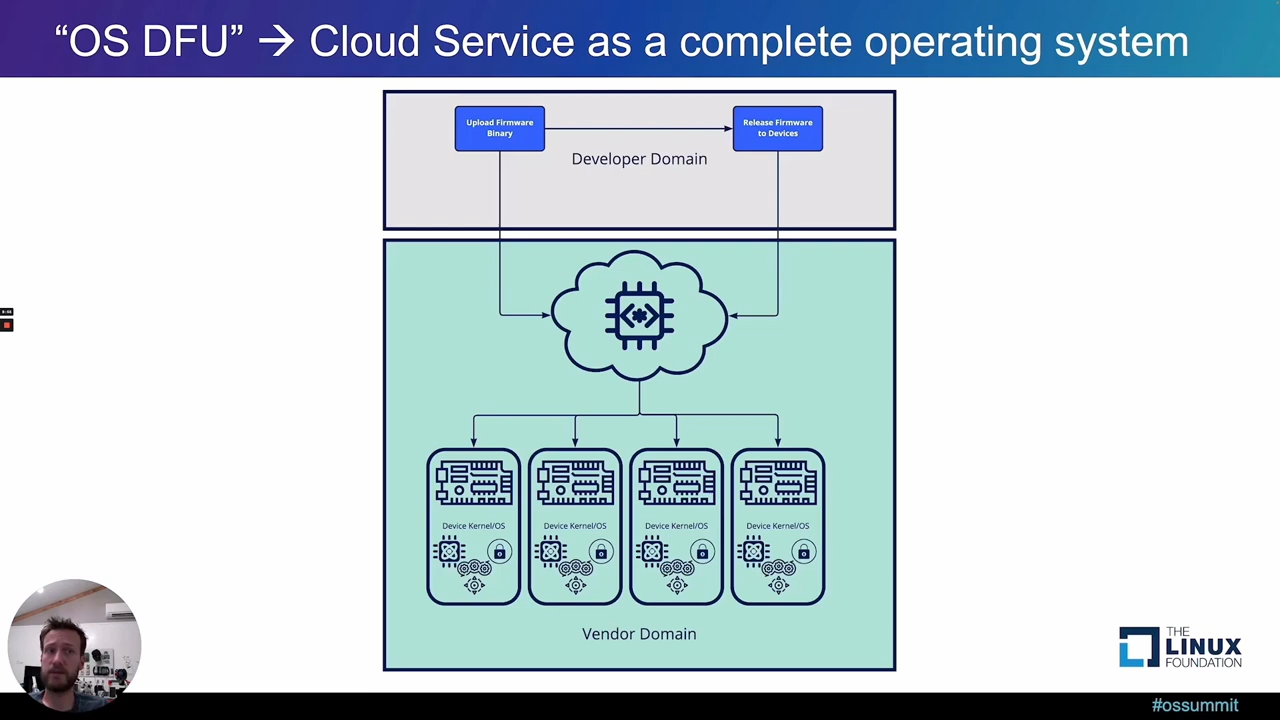 “OS DFU” → Cloud Service as a complete operating system
Upload Firmware
Binary
Release Firmware
to Devices
Developer Domain
Device Kernel/OS
Device Kernel/OS
Device Kernel/OS
Device Kernel/OS
Vendor Domain
THE
LINUX
FOUNDATION
#ossummit